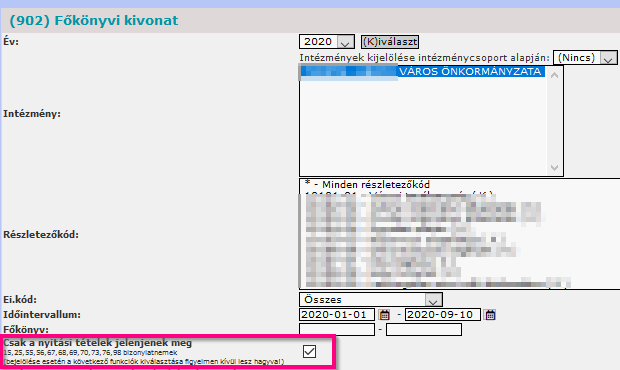 (902) Főkönyvi kivonat
Év: 2020 (K)iválaszt
Intézmények kijelölése intézménycsoport alapján: (Nincs)
VÁROS ÖNKORMÁNYZATA
Intézmény:
* - Minden részletezőkód
Részletezőkód:
Ei.kód: Összes
Időintervallum: 2020-01-01 - 2020-09-10
Főkönyv: -
Csak a nyitási tételek jelenjenek meg
15,25,55,56,67,68,69,70,73,76,98 bizonylatnemek
(bejelölése esetén a következő funkciók kiválasztása figyelmen kívül lesz hagyva!)